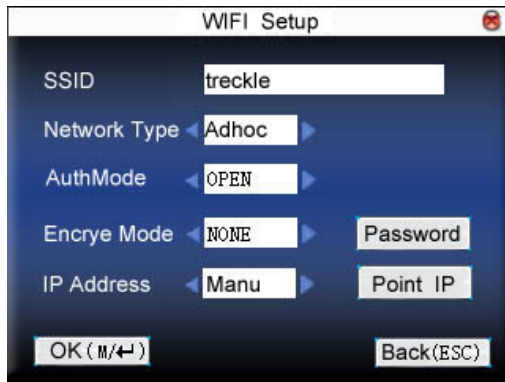 WIFI Setup
SSID treckle
Network Type Adhoc
AuthMode OPEN
Encrye Mode NONE Password
IP Address Manu Point IP
OK(M/↵) Back(ESC)